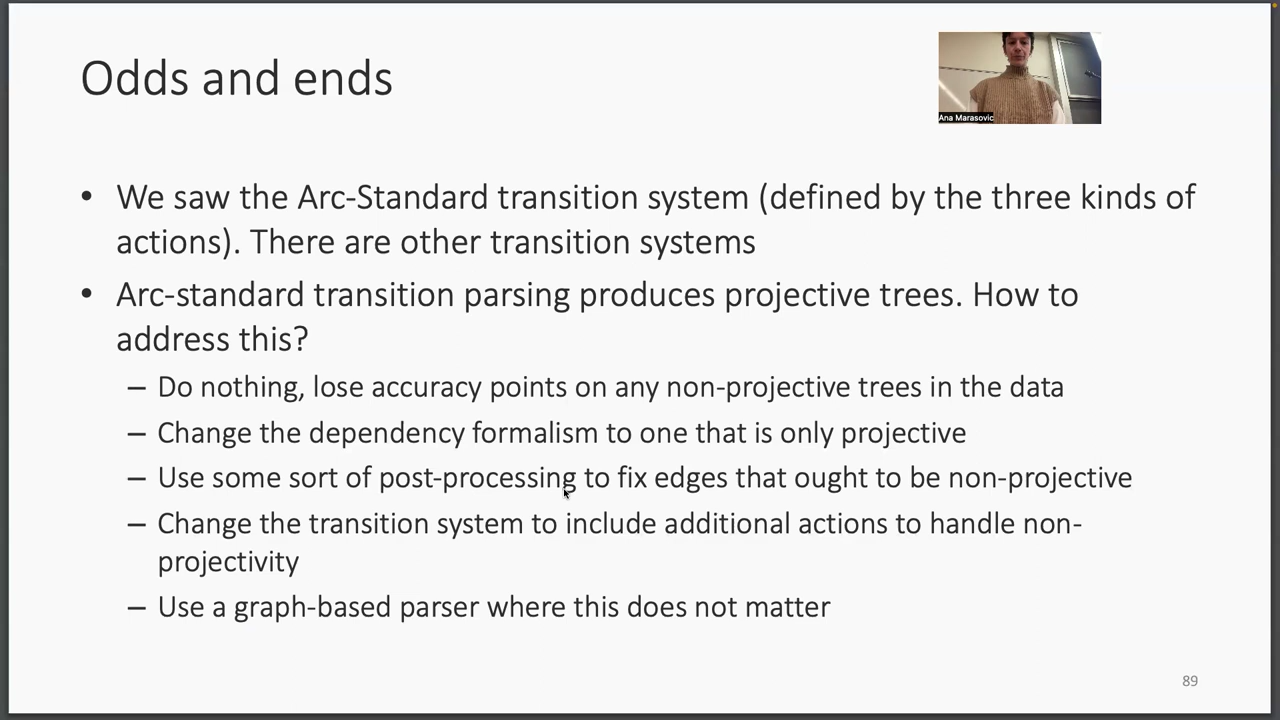 Odds and ends
Ana Marasovic
• We saw the Arc-Standard transition system (defined by the three kinds of
actions). There are other transition systems
• Arc-standard transition parsing produces projective trees. How to
address this?
– Do nothing, lose accuracy points on any non-projective trees in the data
– Change the dependency formalism to one that is only projective
– Use some sort of post-processing to fix edges that ought to be non-projective
– Change the transition system to include additional actions to handle non-
projectivity
– Use a graph-based parser where this does not matter
89